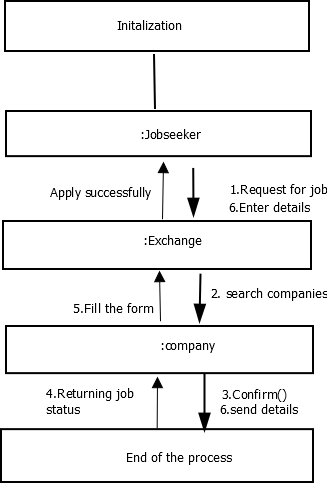 Initalization
:Jobseeker
Apply successfully
1.Request for job
6.Enter details
:Exchange
2. search companies
5.Fill the form
:company
4.Returning job
status
3.Confirm()
6.send details
End of the process